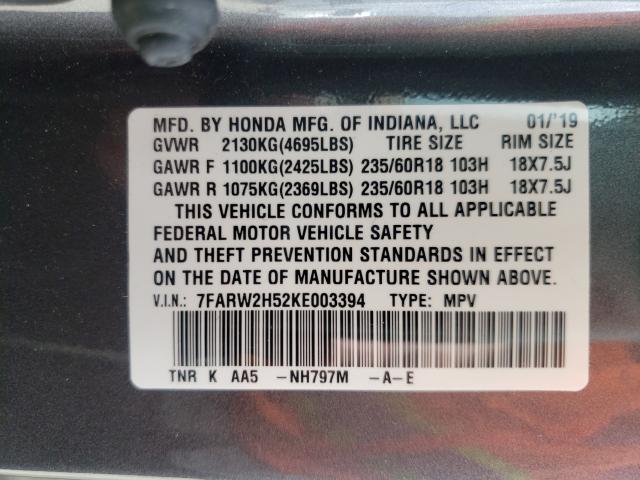 MFD. BY HONDA MFG. OF INDIANA, LLC 01/'19
GVWR 2130KG(4695LBS) TIRE SIZE RIM SIZE
GAWR F 1100KG(2425LBS) 235/60R18 103H 18X7.5J
GAWR R 1075KG(2369LBS) 235/60R18 103H 18X7.5J
THIS VEHICLE CONFORMS TO ALL APPLICABLE
FEDERAL MOTOR VEHICLE SAFETY
AND THEFT PREVENTION STANDARDS IN EFFECT
ON THE DATE OF MANUFACTURE SHOWN ABOVE.
V.I.N.: 7FARW2H52KE003394 TYPE: MPV
TNR K AA5 -NH797M -A-E